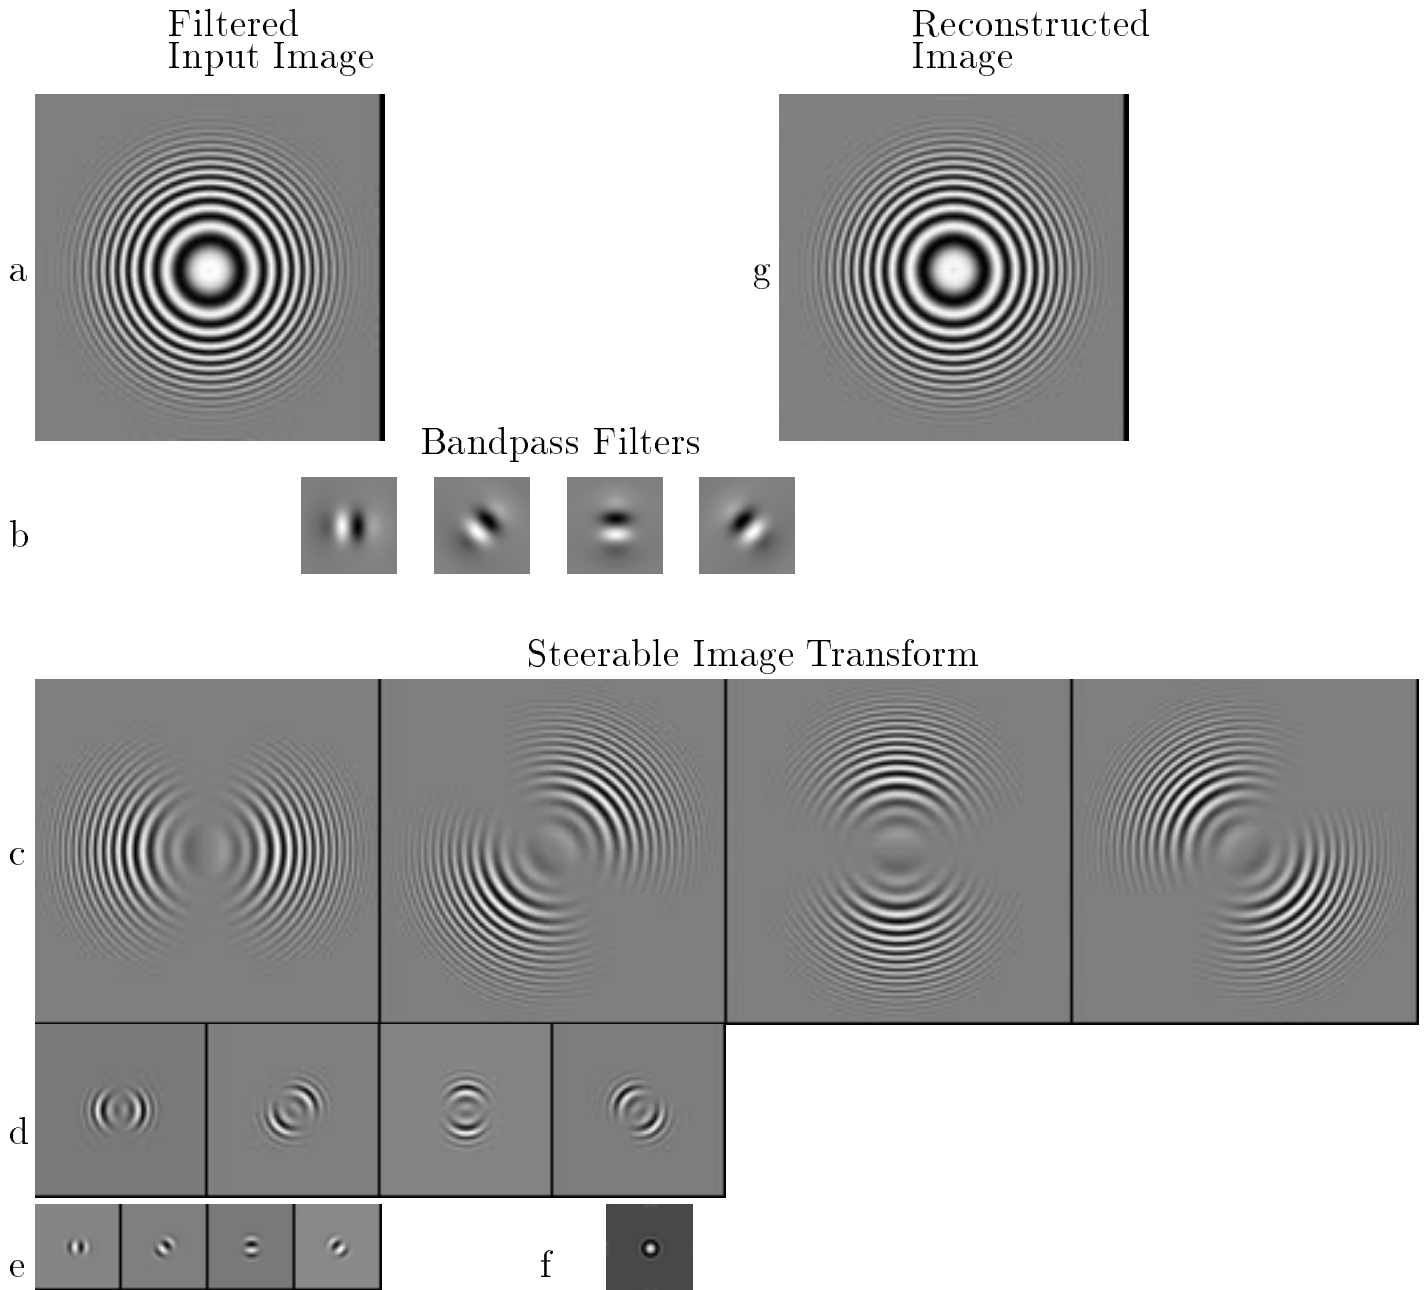 Filtered
Input Image
Reconstructed
Image
a
g
Bandpass Filters
b
Steerable Image Transform
c
d
e
f